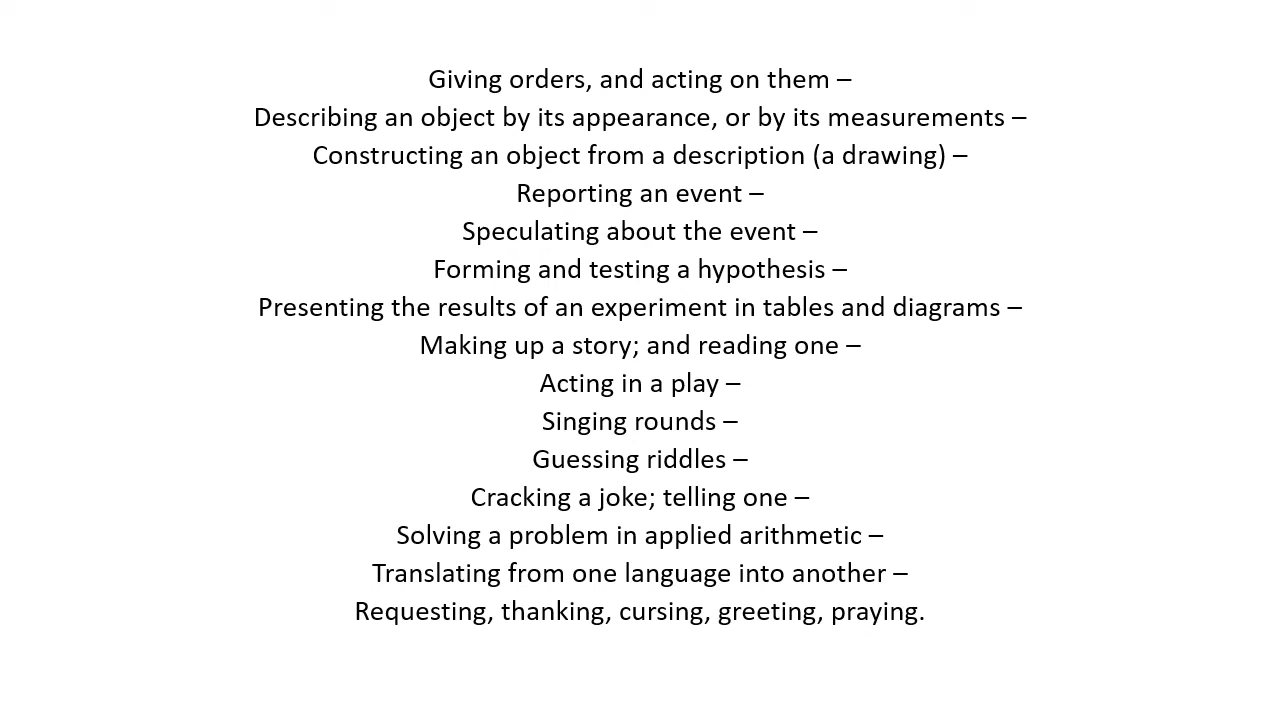 Giving orders, and acting on them –
Describing an object by its appearance, or by its measurements –
Constructing an object from a description (a drawing) –
Reporting an event –
Speculating about the event –
Forming and testing a hypothesis –
Presenting the results of an experiment in tables and diagrams –
Making up a story; and reading one –
Acting in a play –
Singing rounds –
Guessing riddles –
Cracking a joke; telling one –
Solving a problem in applied arithmetic –
Translating from one language into another –
Requesting, thanking, cursing, greeting, praying.